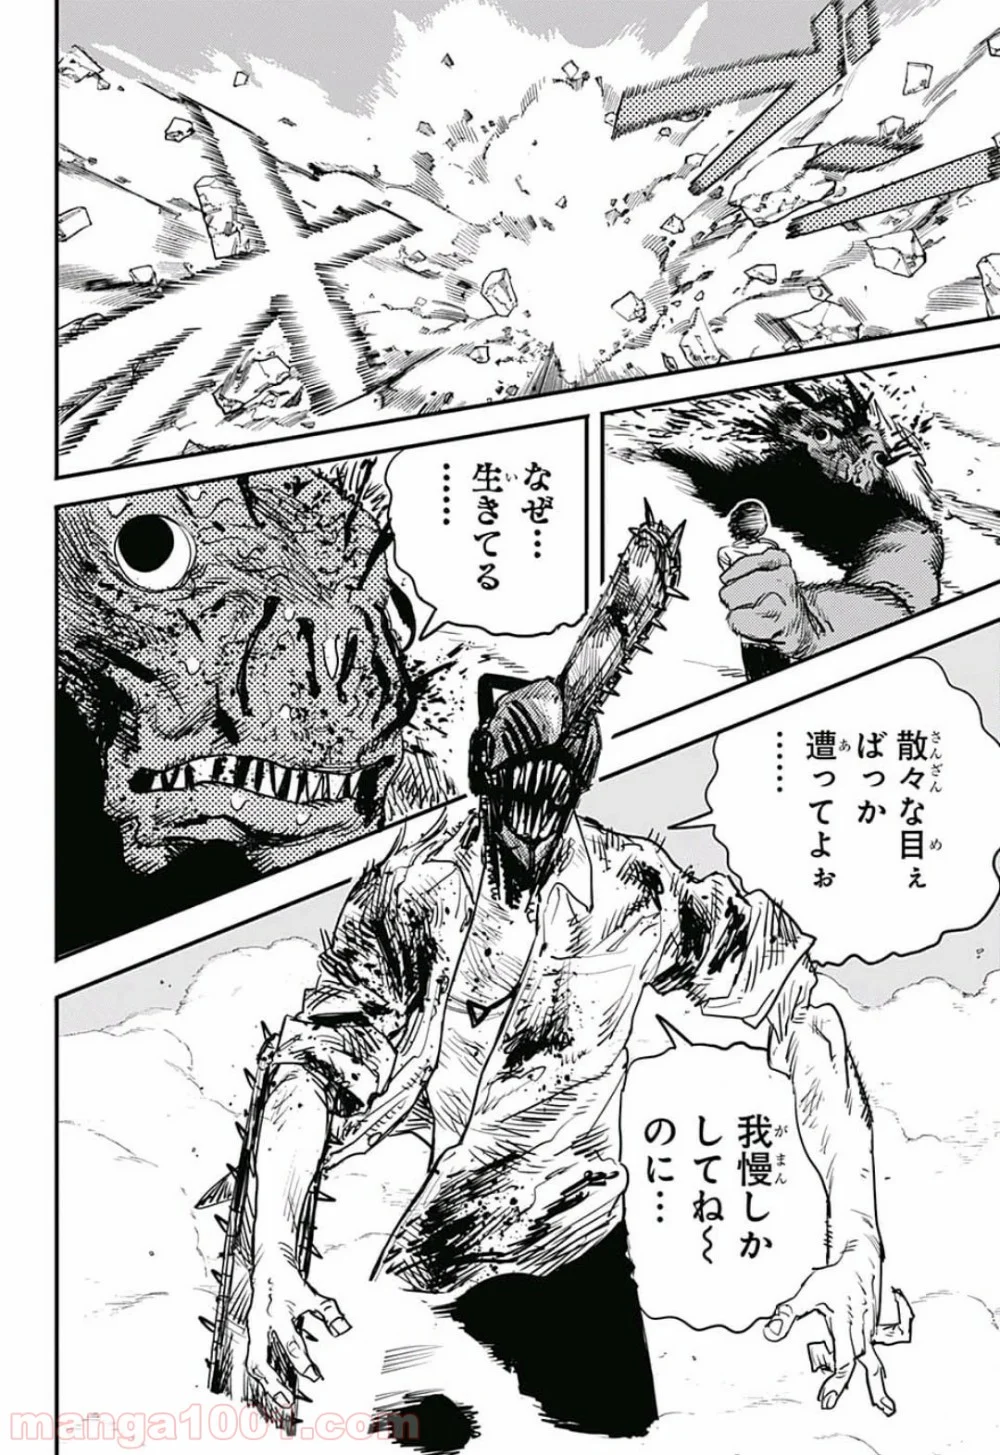 なぜ…
生きてる
……
散々な目ぇ
ばっか
遭ってよぉ
……
我慢しか
してね〜
のに…
manga1001.com